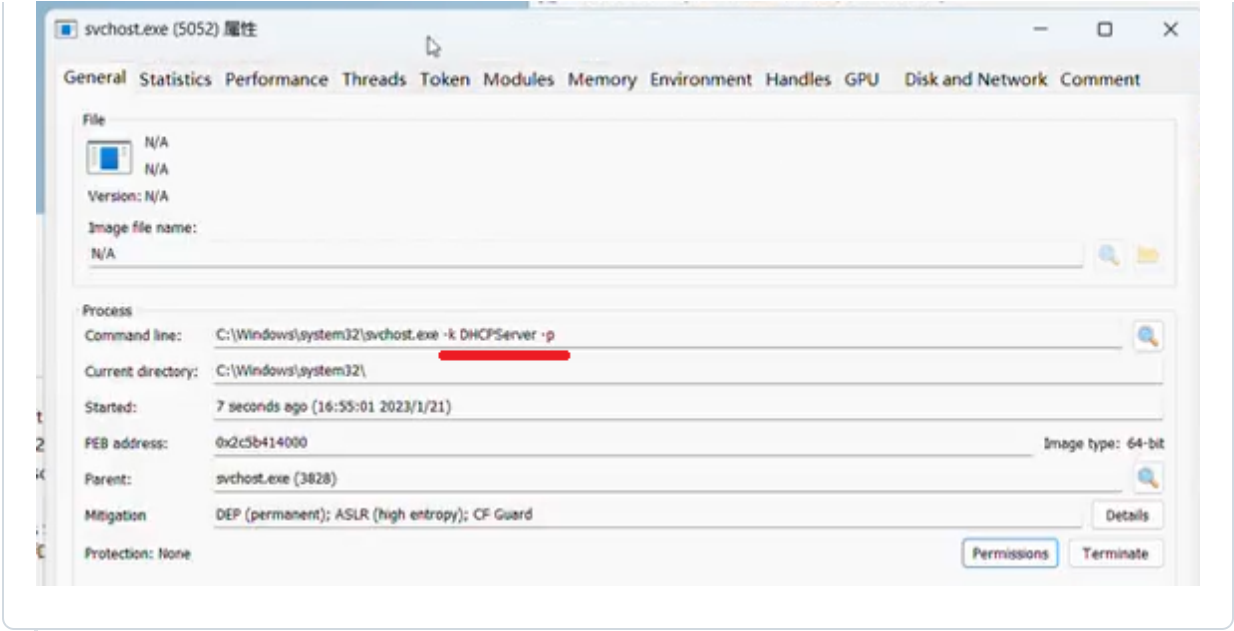 svchost.exe (5052) 属性
General Statistics Performance Threads Token Modules Memory Environment Handles GPU Disk and Network Comment
File
N/A
N/A
Version: N/A
Image file name:
N/A
Process
Command line: C:\Windows\system32\svchost.exe -k DHCPServer -p
Current directory: C:\Windows\system32\
Started: 7 seconds ago (16:55:01 2023/1/21)
PEB address: 0x2c5b414000 Image type: 64-bit
Parent: svchost.exe (3828)
Mitigation DEP (permanent); ASLR (high entropy); CF Guard Details
Protection: None Permissions Terminate